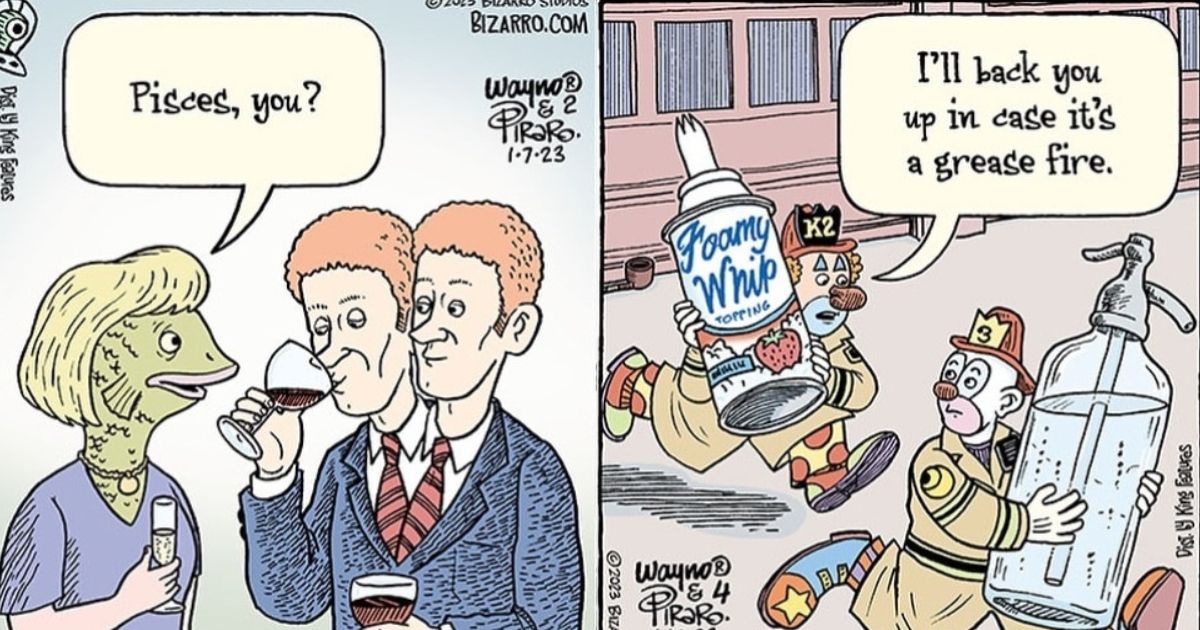 ©2023 BIZARRO STUDIOS
BIZARRO.COM
Pisces, you?
Wayno®
& 2
PIRARO.
1·7·23
Dist. by King Features
I'll back you
up in case it's
a grease fire.
K2
Foamy
Whip
TOPPING
3
Wayno®
& 4
PIRARO.
©2023 BIZ
Dist. by King Features